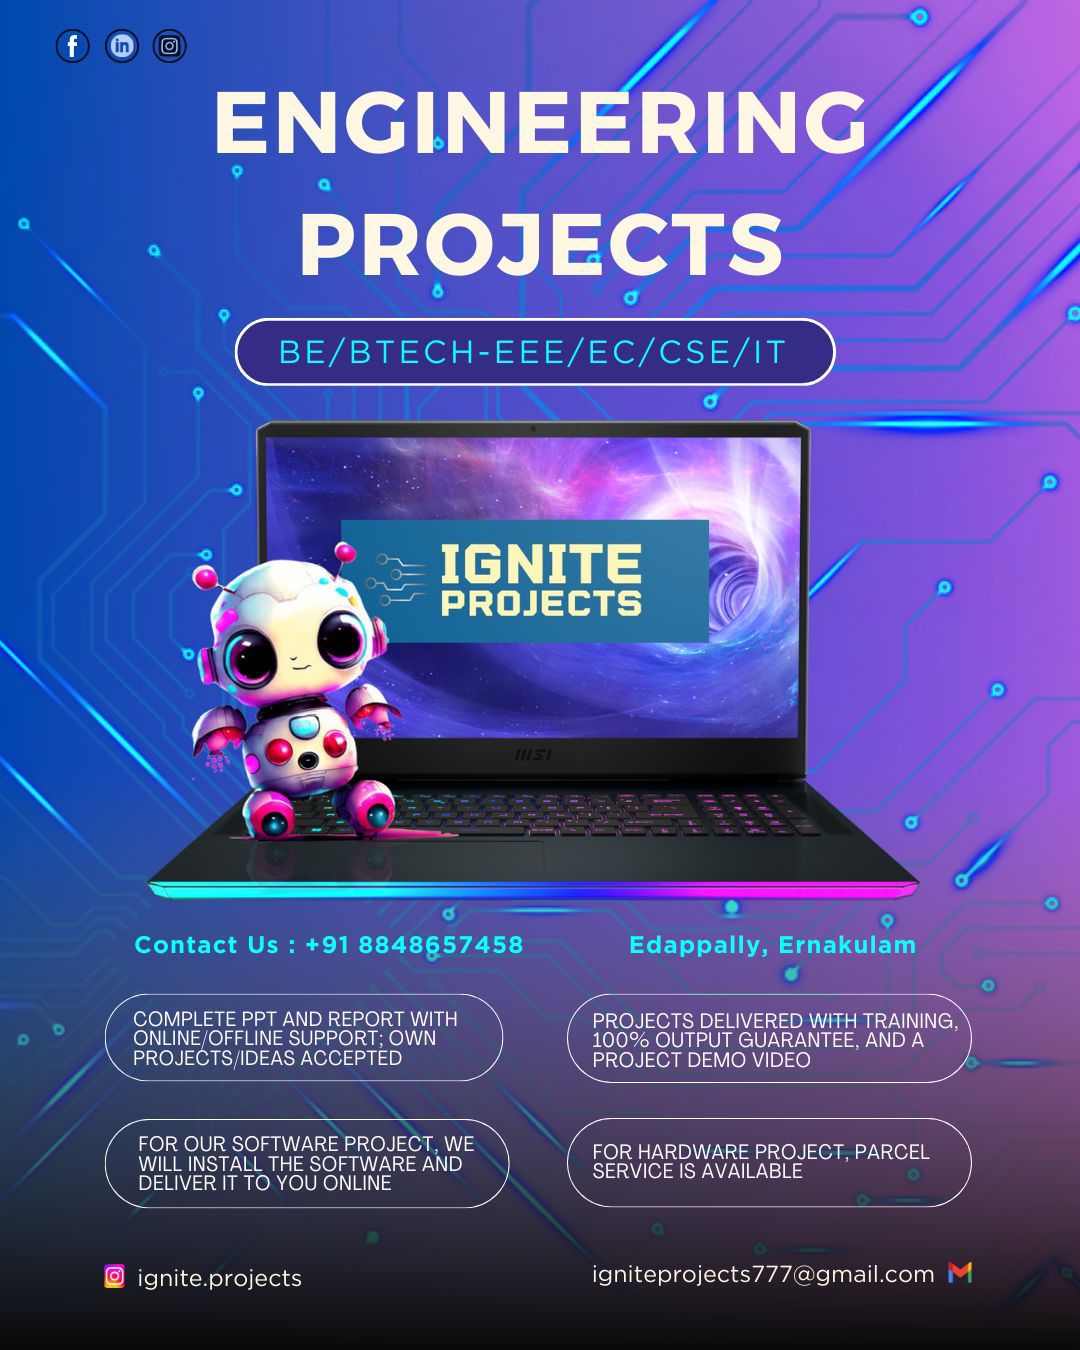 ENGINEERING
PROJECTS
BE/BTECH-EEE/EC/CSE/IT
IGNITE
PROJECTS
msi
Contact Us : +91 8848657458
Edappally, Ernakulam
COMPLETE PPT AND REPORT WITH
ONLINE/OFFLINE SUPPORT; OWN
PROJECTS/IDEAS ACCEPTED
PROJECTS DELIVERED WITH TRAINING,
100% OUTPUT GUARANTEE, AND A
PROJECT DEMO VIDEO
FOR OUR SOFTWARE PROJECT, WE
WILL INSTALL THE SOFTWARE AND
DELIVER IT TO YOU ONLINE
FOR HARDWARE PROJECT, PARCEL
SERVICE IS AVAILABLE
ignite.projects
igniteprojects777@gmail.com